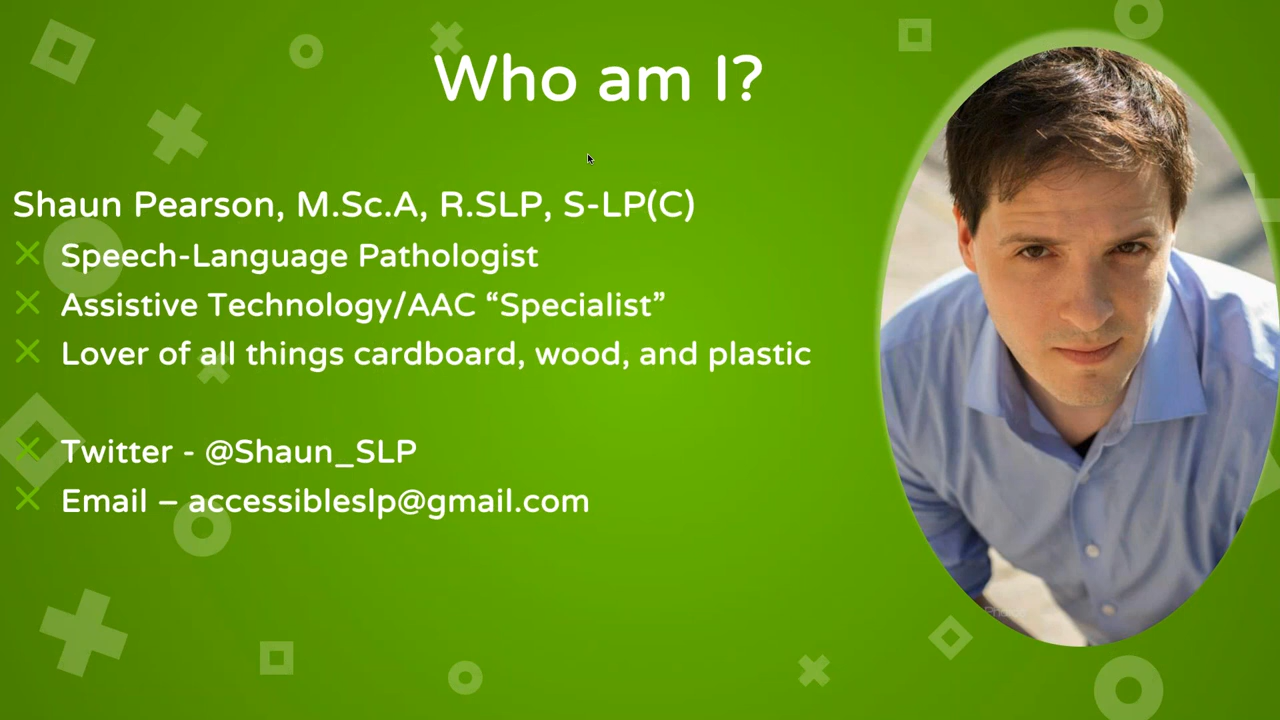 Who am I?
Shaun Pearson, M.Sc.A, R.SLP, S-LP(C)
Speech-Language Pathologist
Assistive Technology/AAC “Specialist”
Lover of all things cardboard, wood, and plastic
Twitter - @Shaun_SLP
Email – accessibleslp@gmail.com